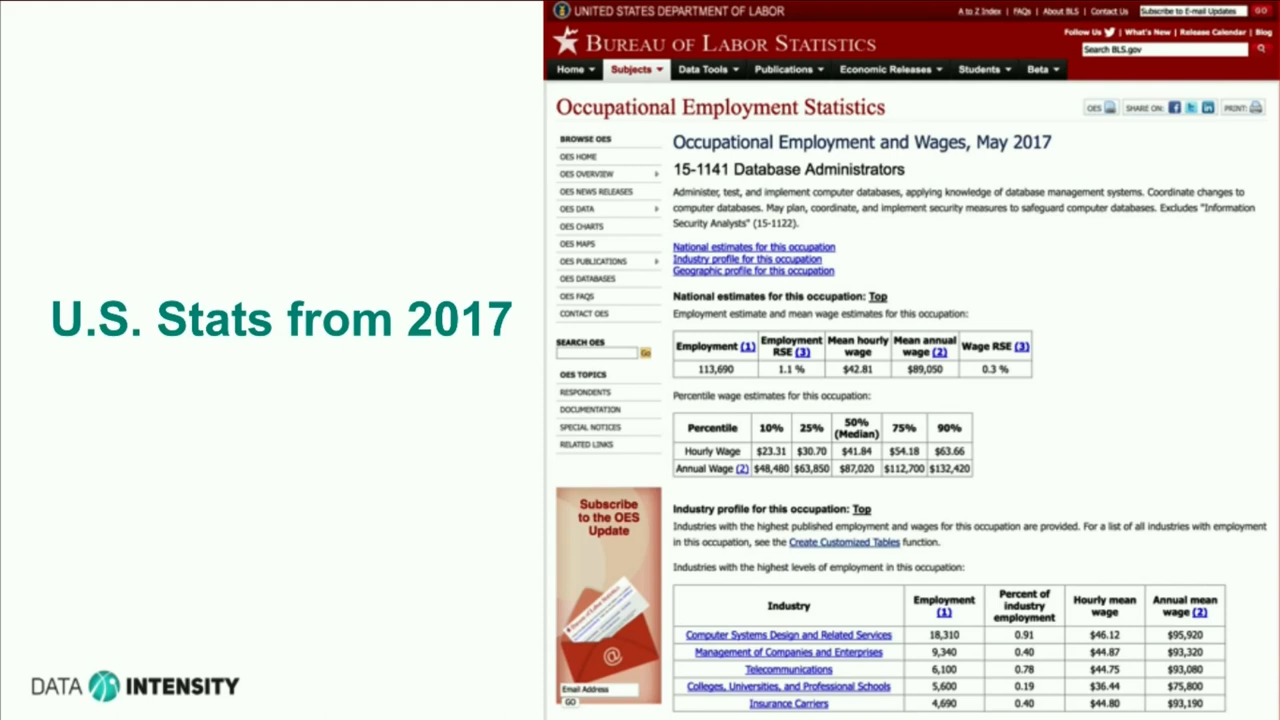 U.S. Stats from 2017
DATA INTENSITY
UNITED STATES DEPARTMENT OF LABOR
A to Z Index | FAQs | About BLS | Contact Us
Subscribe to E-mail Updates GO
Follow Us | What's New | Release Calendar | Blog
BUREAU OF LABOR STATISTICS
Search BLS.gov
Home Subjects Data Tools Publications Economic Releases Students Beta
Occupational Employment Statistics
OES SHARE ON: PRINT:
BROWSE OES
OES HOME
OES OVERVIEW
OES NEWS RELEASES
OES DATA
OES CHARTS
OES MAPS
OES PUBLICATIONS
OES DATABASES
OES FAQS
CONTACT OES
SEARCH OES
Go
OES TOPICS
RESPONDENTS
DOCUMENTATION
SPECIAL NOTICES
RELATED LINKS
Subscribe
to the OES
Update
Bureau of Labor Statistics
@
Email Address
GO
Occupational Employment and Wages, May 2017
15-1141 Database Administrators
Administer, test, and implement computer databases, applying knowledge of database management systems. Coordinate changes to
computer databases. May plan, coordinate, and implement security measures to safeguard computer databases. Excludes "Information
Security Analysts" (15-1122).
National estimates for this occupation
Industry profile for this occupation
Geographic profile for this occupation
National estimates for this occupation: Top
Employment estimate and mean wage estimates for this occupation:
Employment (1) Employment RSE (3) Mean hourly wage Mean annual wage (2) Wage RSE (3)
113,690 1.1 % $42.81 $89,050 0.3 %
Percentile wage estimates for this occupation:
Percentile 10% 25% 50% (Median) 75% 90%
Hourly Wage $23.31 $30.70 $41.84 $54.18 $63.66
Annual Wage (2) $48,480 $63,850 $87,020 $112,700 $132,420
Industry profile for this occupation: Top
Industries with the highest published employment and wages for this occupation are provided. For a list of all industries with employment
in this occupation, see the Create Customized Tables function.
Industries with the highest levels of employment in this occupation:
Industry Employment (1) Percent of industry employment Hourly mean wage Annual mean wage (2)
Computer Systems Design and Related Services 18,310 0.91 $46.12 $95,920
Management of Companies and Enterprises 9,340 0.40 $44.87 $93,320
Telecommunications 6,100 0.78 $44.75 $93,080
Colleges, Universities, and Professional Schools 5,600 0.19 $36.44 $75,800
Insurance Carriers 4,690 0.40 $44.80 $93,190